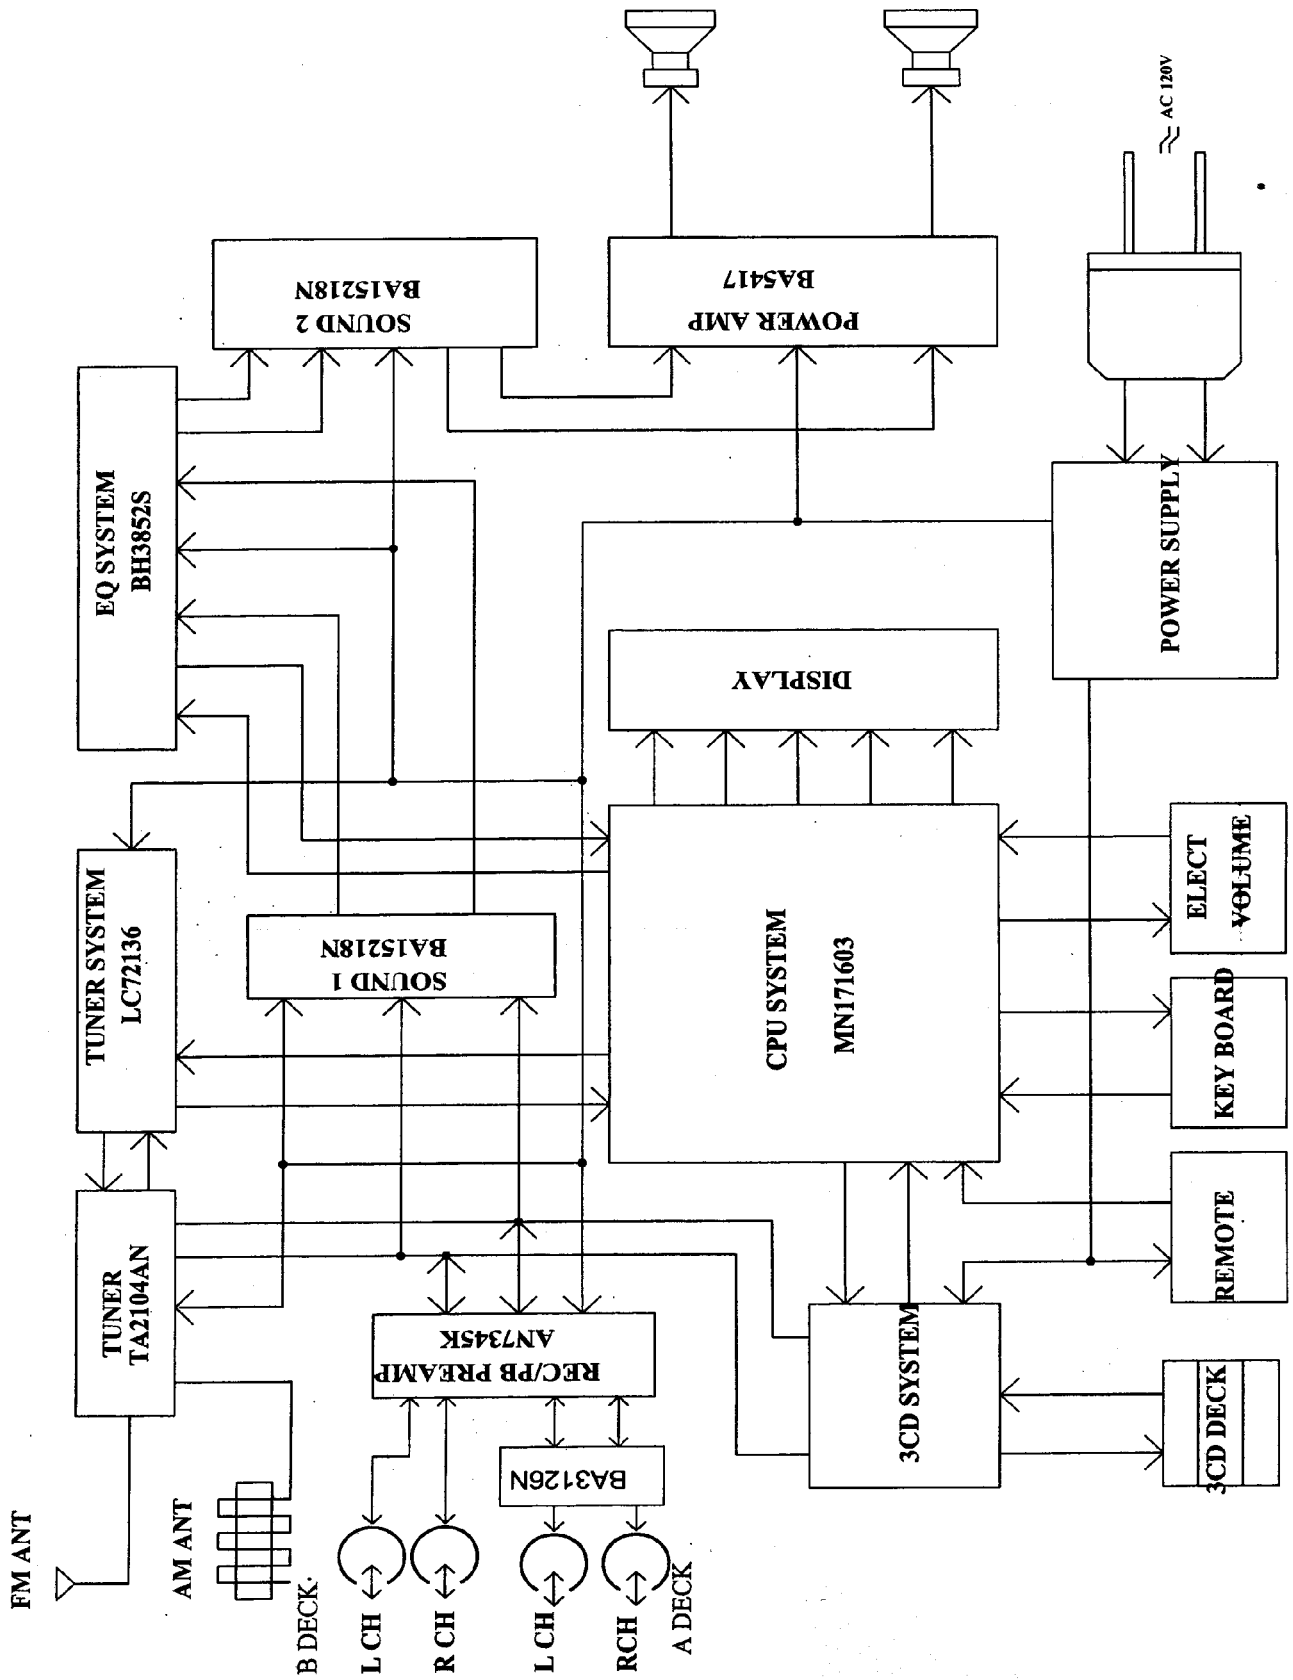 FM ANT
AM ANT
B DECK.
L CH
R CH
L CH
RCH
A DECK
TUNER
TA2104AN
TUNER SYSTEM
LC72136
EQ SYSTEM
BH3852S
SOUND 1
BA15218N
SOUND 2
BA15218N
REC/PB PREAMP
AN7345K
BA3126N
CPU SYSTEM
MN171603
DISPLAY
POWER AMP
BA5417
3CD SYSTEM
3CD DECK
REMOTE
KEY BOARD
ELECT
VOLUME
POWER SUPPLY
AC 120V